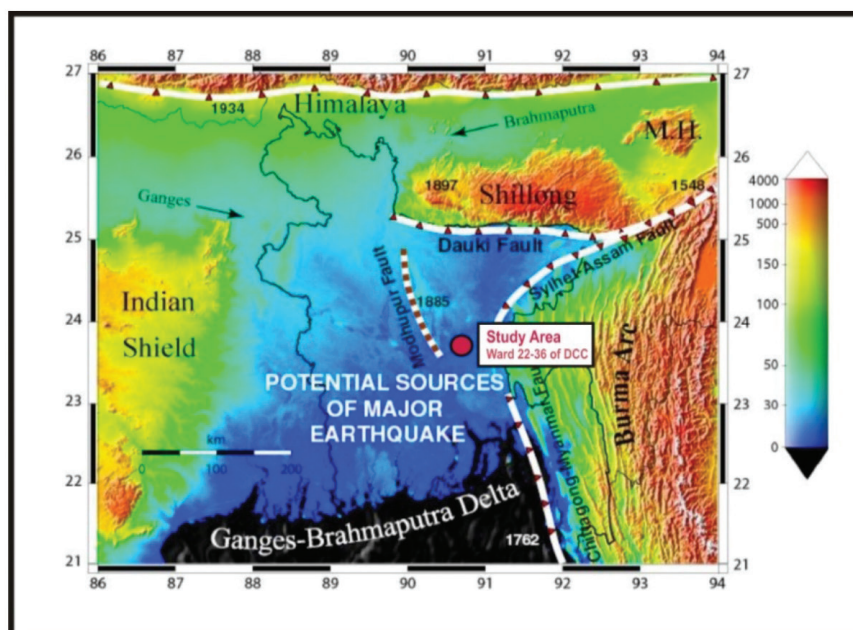 86 87 88 89 90 91 92 93 94
27 27
Himalaya
1934
Brahmaputra
M.H.
26 26
4000
1000
500
150
100
50
30
0
Ganges
1897
Shillong
1548
25 25
Dauki Fault
Sylhet-Assam Fault
Modhupur Fault
1885
Indian
Shield
24 24
Study Area
Ward 22-36 of DCC
POTENTIAL SOURCES
OF MAJOR
EARTHQUAKE
23 23
Burma Arc
km
0 100 200
22 22
Ganges-Brahmaputra Delta
1762
21 21
86 87 88 89 90 91 92 93 94